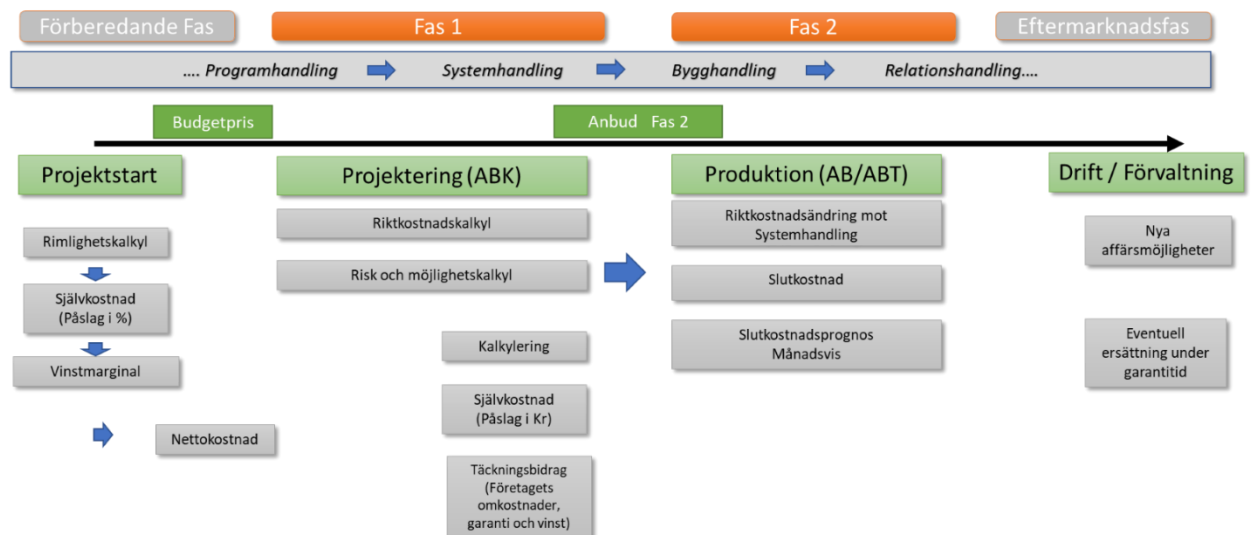 Förberedande Fas
Fas 1
Fas 2
Eftermarknadsfas
.... Programhandling
Systemhandling
Bygghandling
Relationshandling....
Budgetpris
Anbud Fas 2
Projektstart
Projektering (ABK)
Produktion (AB/ABT)
Drift / Förvaltning
Rimlighetskalkyl
Självkostnad
(Påslag i %)
Vinstmarginal
Nettokostnad
Riktkostnadskalkyl
Risk och möjlighetskalkyl
Kalkylering
Självkostnad
(Påslag i Kr)
Täckningsbidrag
(Företagets
omkostnader,
garanti och vinst)
Riktkostnadsändring mot
Systemhandling
Slutkostnad
Slutkostnadsprognos
Månadsvis
Nya
affärsmöjligheter
Eventuell
ersättning under
garantitid